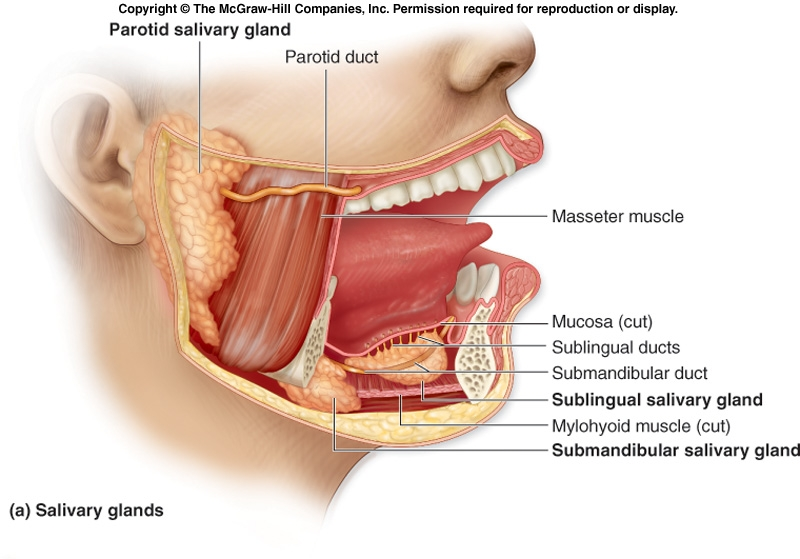 Copyright © The McGraw-Hill Companies, Inc. Permission required for reproduction or display.
Parotid salivary gland
Parotid duct
Masseter muscle
Mucosa (cut)
Sublingual ducts
Submandibular duct
Sublingual salivary gland
Mylohyoid muscle (cut)
Submandibular salivary gland
(a) Salivary glands